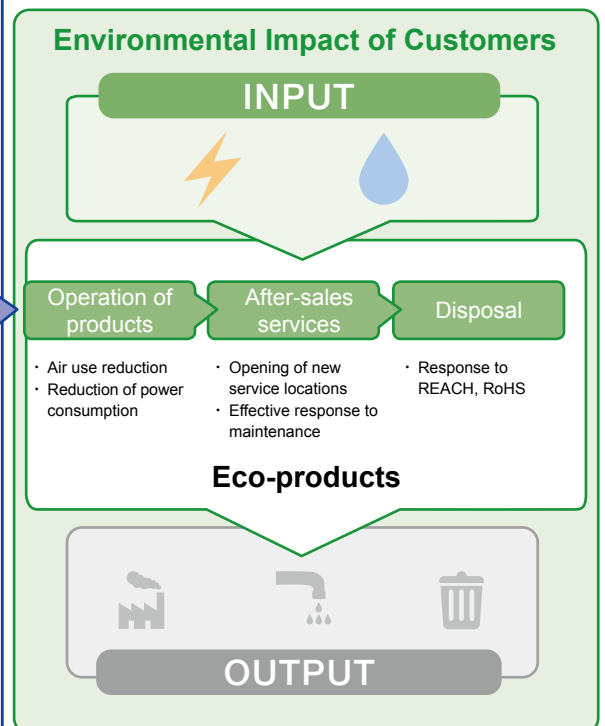 Environmental Impact of Customers
INPUT
Operation of
products
After-sales
services
Disposal
・ Air use reduction
・ Reduction of power
consumption
・ Opening of new
service locations
・ Effective response to
maintenance
・ Response to
REACH, RoHS
Eco-products
OUTPUT